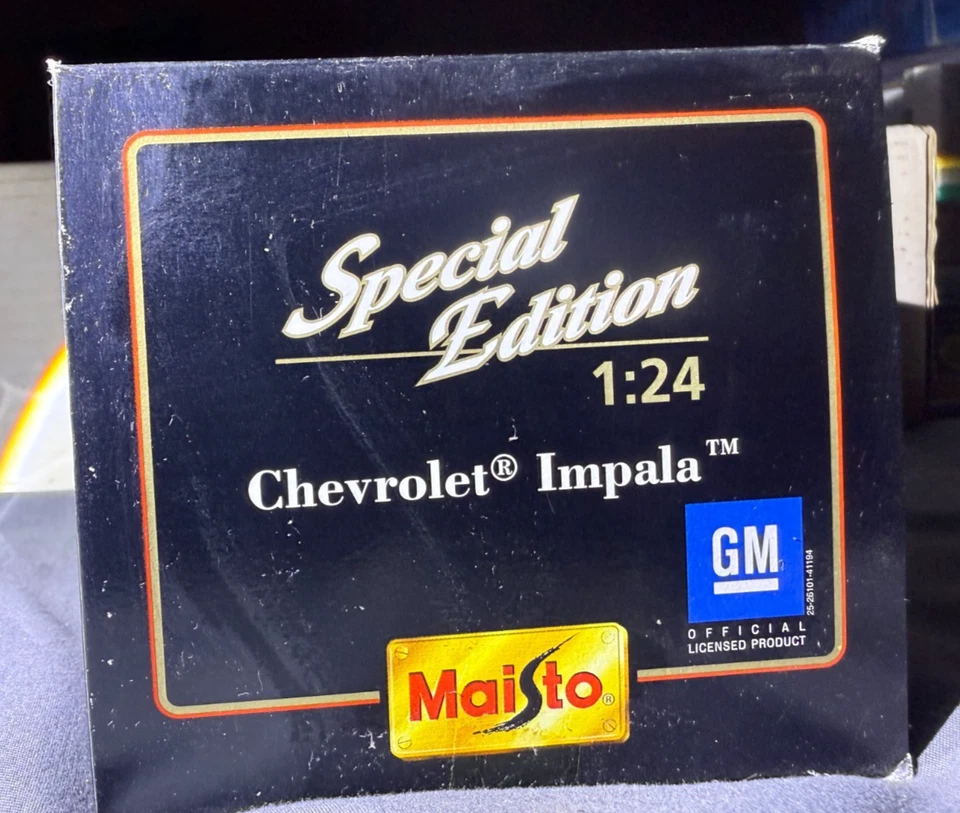 Special
Edition
1:24
Chevrolet® Impala™
GM
25-26101-41194
OFFICIAL
LICENSED PRODUCT
Maisto®